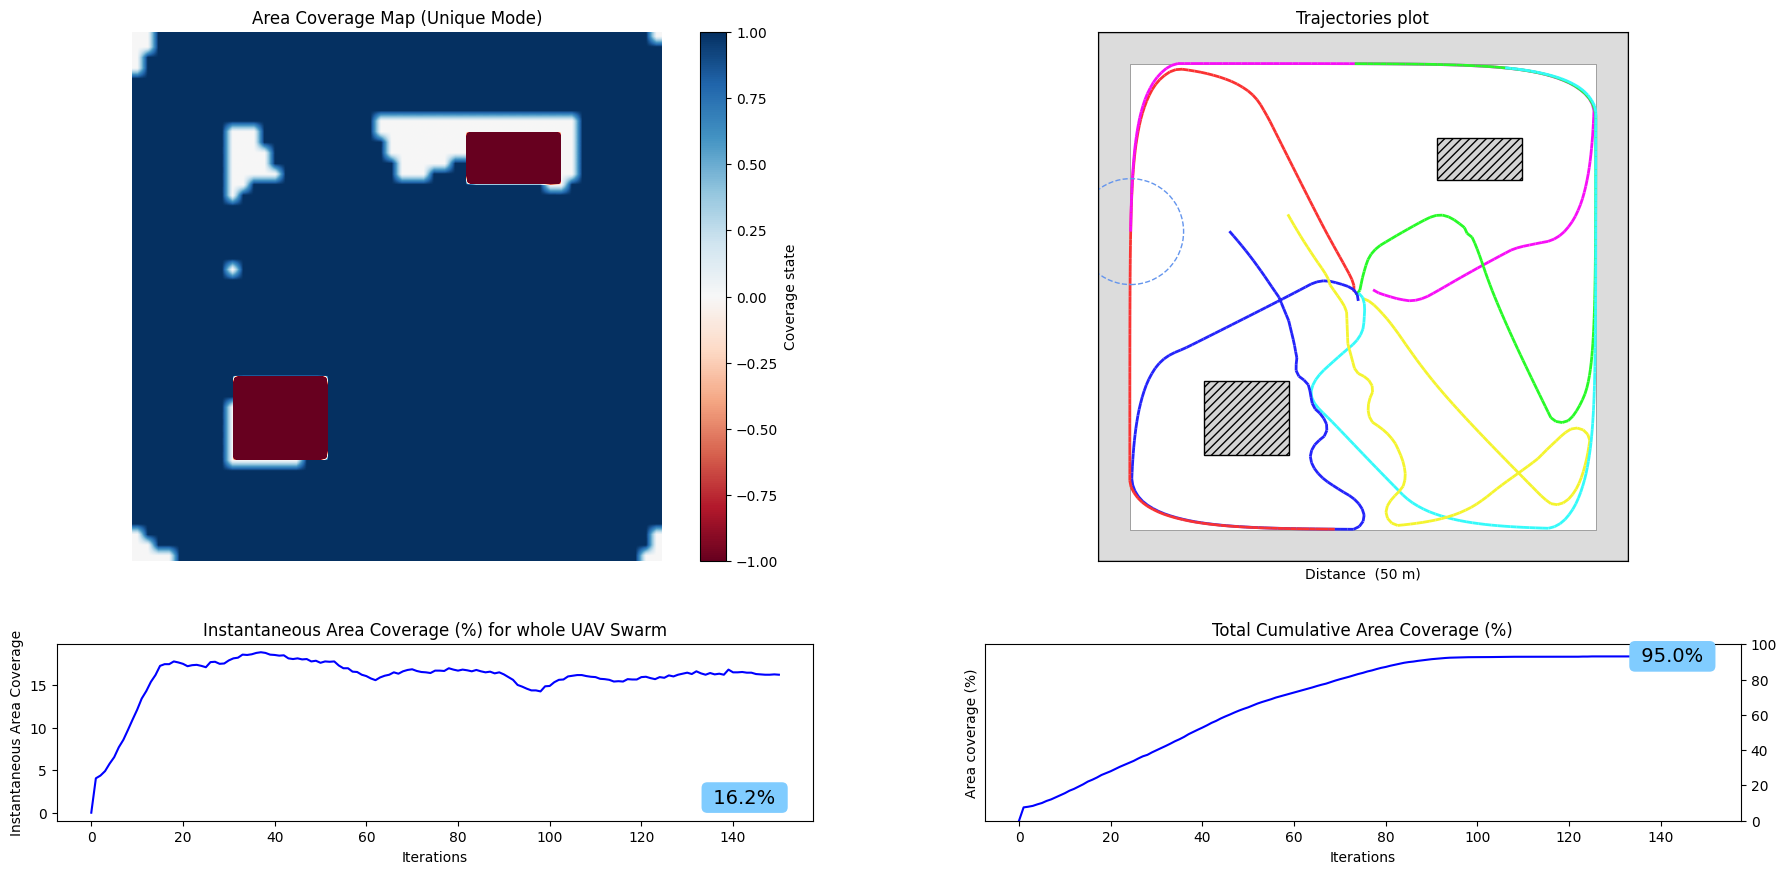 Area Coverage Map (Unique Mode)
1.00
0.75
0.50
0.25
0.00
−0.25
−0.50
−0.75
−1.00
Coverage state
Trajectories plot
Distance  (50 m)
Instantaneous Area Coverage (%) for whole UAV Swarm
Instantaneous Area Coverage
15
10
5
0
16.2%
0 20 40 60 80 100 120 140
Iterations
Total Cumulative Area Coverage (%)
Area coverage (%)
95.0%
100
80
60
40
20
0
0 20 40 60 80 100 120 140
Iterations